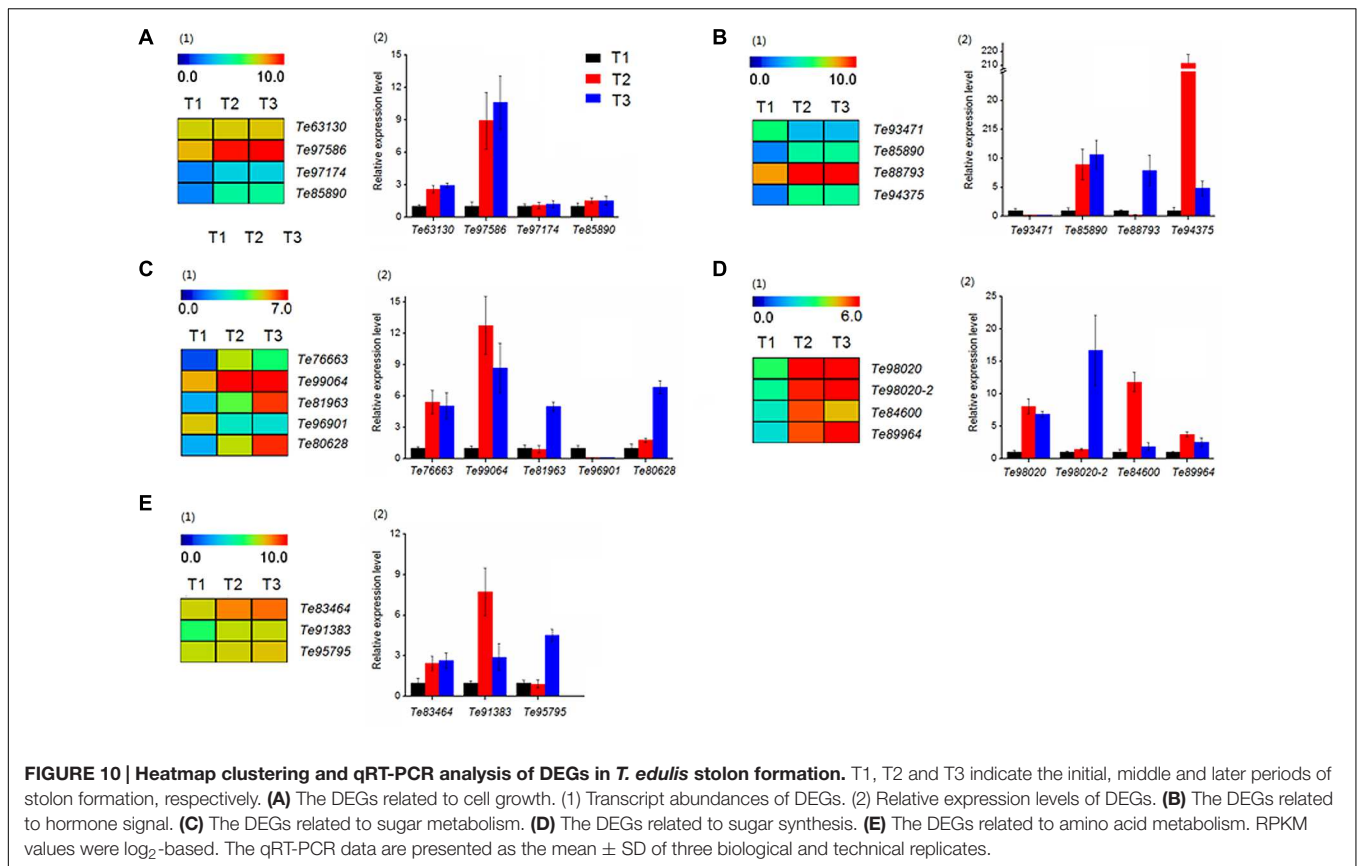 A
(1)
0.0 10.0
T1 T2 T3
Te63130
Te97586
Te97174
Te85890
T1 T2 T3
(2)
Relative expression level
15
12
9
6
3
0
Te63130 Te97586 Te97174 Te85890
T1
T2
T3
B
(1)
0.0 10.0
T1 T2 T3
Te93471
Te85890
Te88793
Te94375
(2)
Relative expression level
220
210
20
215
10
5
0
Te93471 Te85890 Te88793 Te94375
C
(1)
0.0 7.0
T1 T2 T3
Te76663
Te99064
Te81963
Te96901
Te80628
(2)
Relative expression level
15
12
9
6
3
0
Te76663 Te99064 Te81963 Te96901 Te80628
D
(1)
0.0 6.0
T1 T2 T3
Te98020
Te98020-2
Te84600
Te89964
(2)
Relative expression level
25
20
15
10
5
0
Te98020 Te98020-2 Te84600 Te89964
E
(1)
0.0 10.0
T1 T2 T3
Te83464
Te91383
Te95795
(2)
Relative expression level
12
9
6
3
0
Te83464 Te91383 Te95795
FIGURE 10 | Heatmap clustering and qRT-PCR analysis of DEGs in T. edulis stolon formation. T1, T2 and T3 indicate the initial, middle and later periods of
stolon formation, respectively. (A) The DEGs related to cell growth. (1) Transcript abundances of DEGs. (2) Relative expression levels of DEGs. (B) The DEGs related
to hormone signal. (C) The DEGs related to sugar metabolism. (D) The DEGs related to sugar synthesis. (E) The DEGs related to amino acid metabolism. RPKM
values were log₂-based. The qRT-PCR data are presented as the mean ± SD of three biological and technical replicates.